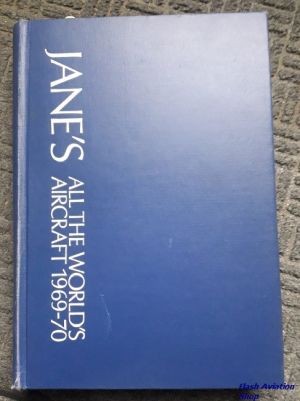 JANE'S
ALL THE WORLD'S
AIRCRAFT 1969-70
Flash Aviation
Shop